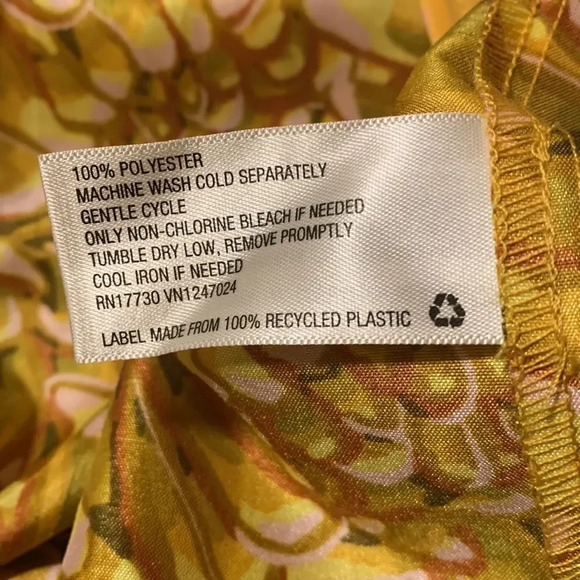 100% POLYESTER
MACHINE WASH COLD SEPARATELY
GENTLE CYCLE
ONLY NON-CHLORINE BLEACH IF NEEDED
TUMBLE DRY LOW, REMOVE PROMPTLY
COOL IRON IF NEEDED
RN17730 VN1247024
LABEL MADE FROM 100% RECYCLED PLASTIC